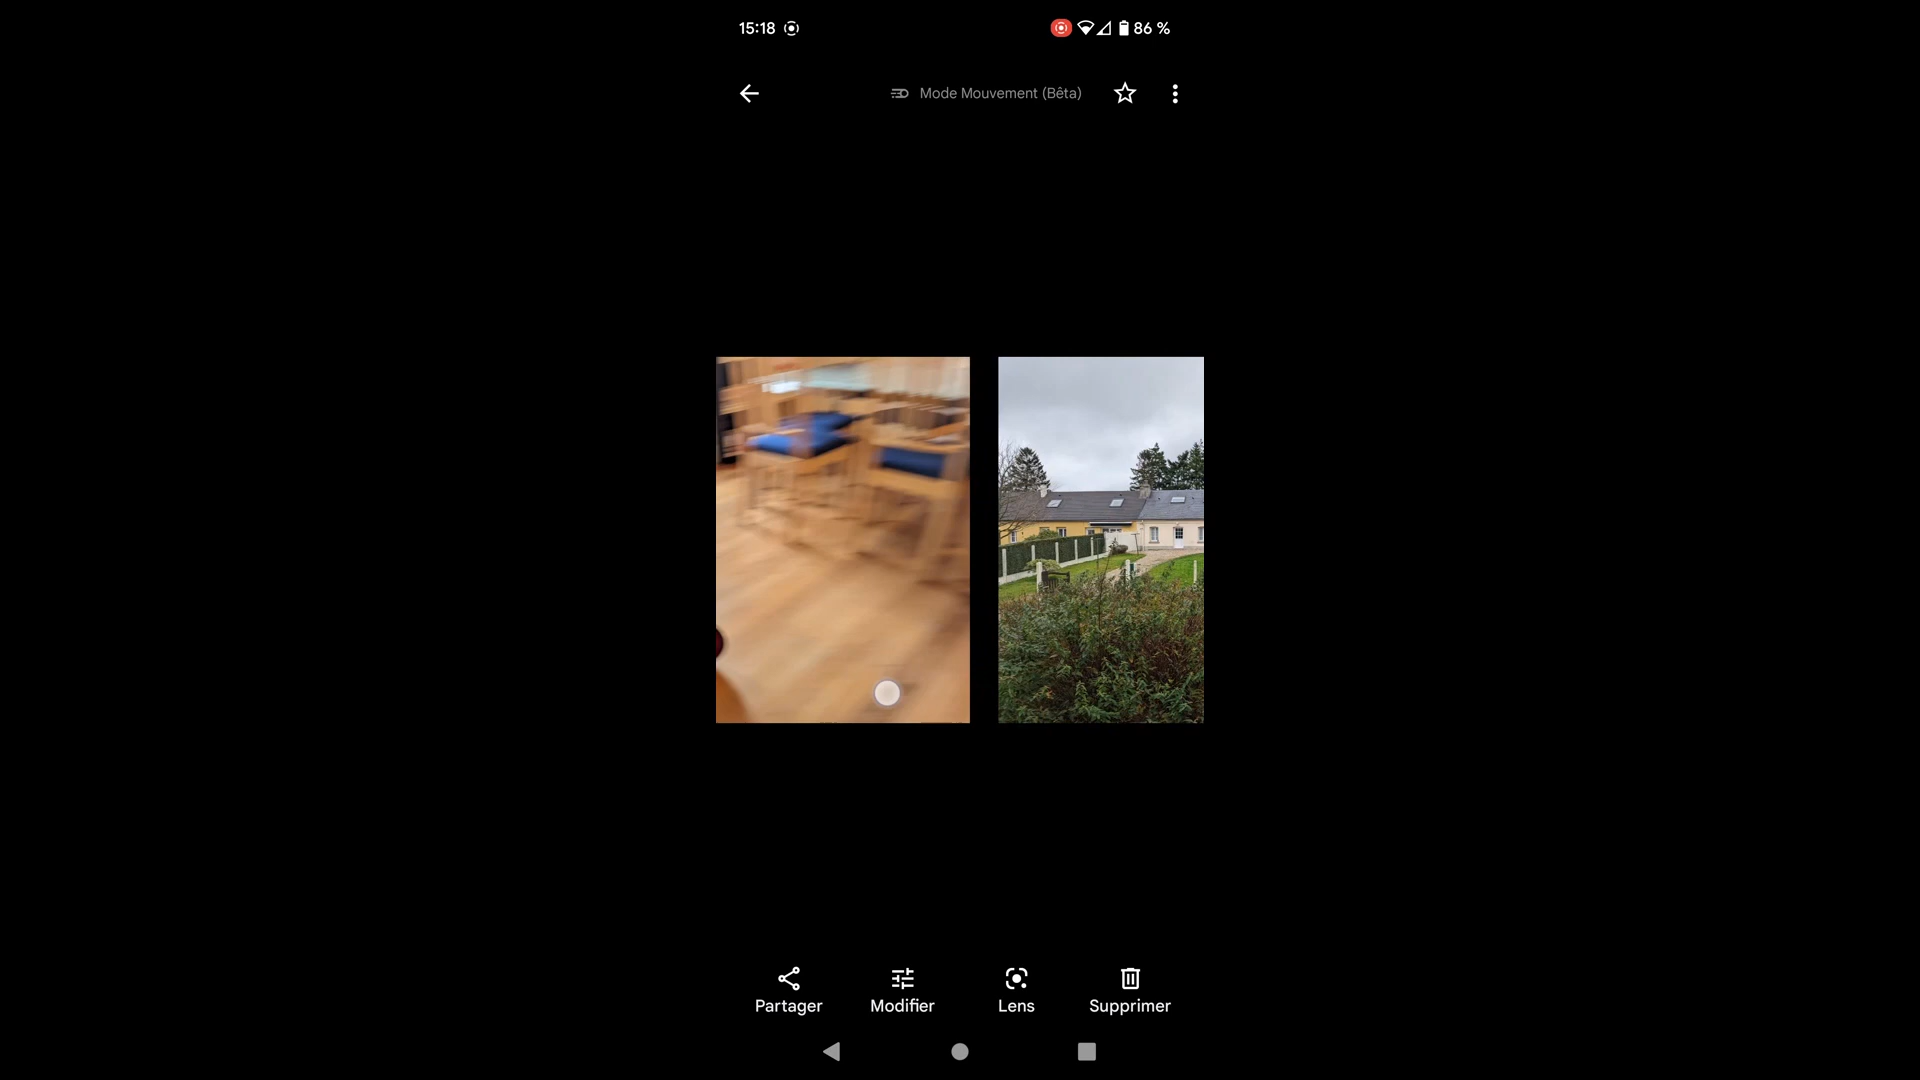 15:18
86 %
Mode Mouvement (Bêta)
Partager
Modifier
Lens
Supprimer